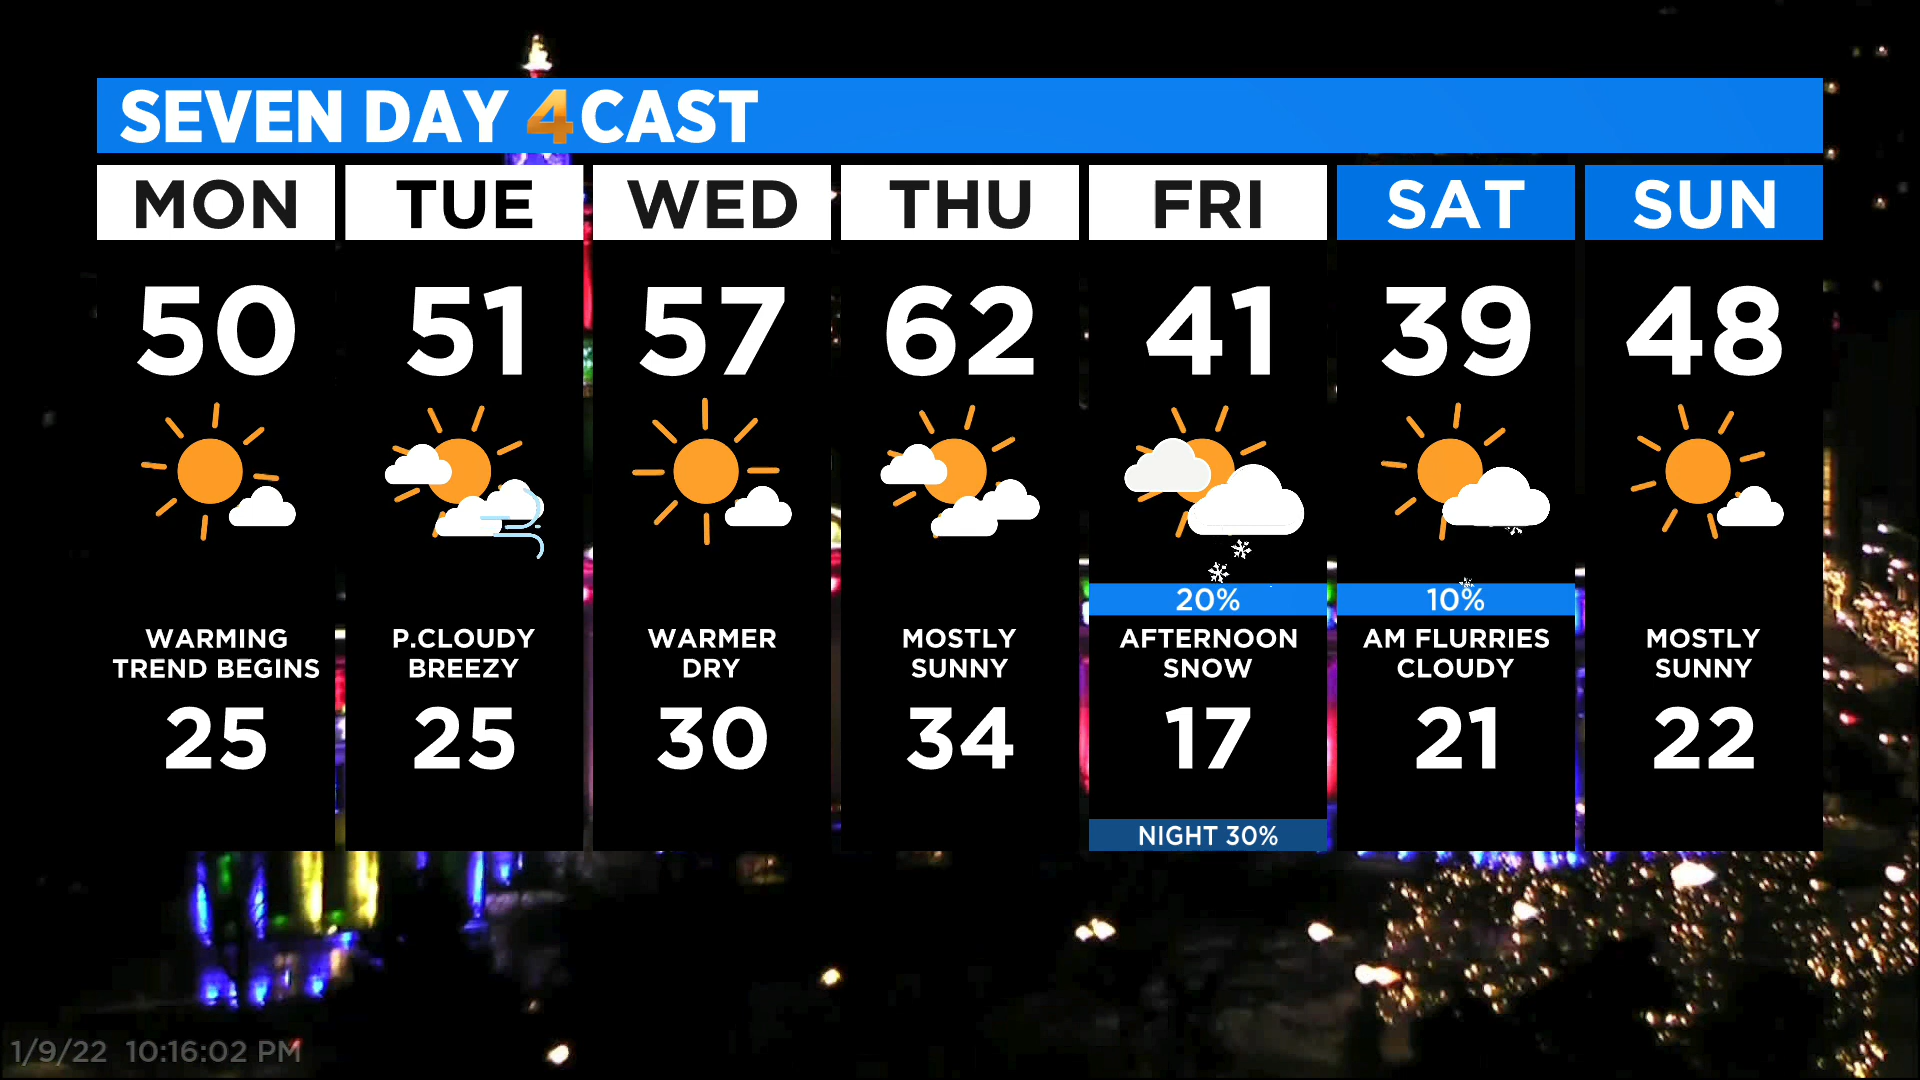 SEVEN DAY 4CAST
MON TUE WED THU FRI SAT SUN
50 51 57 62 41 39 48
20% 10%
WARMING P.CLOUDY WARMER MOSTLY AFTERNOON AM FLURRIES MOSTLY
TREND BEGINS BREEZY DRY SUNNY SNOW CLOUDY SUNNY
25 25 30 34 17 21 22
NIGHT 30%
1/9/22 10:16:02 PM